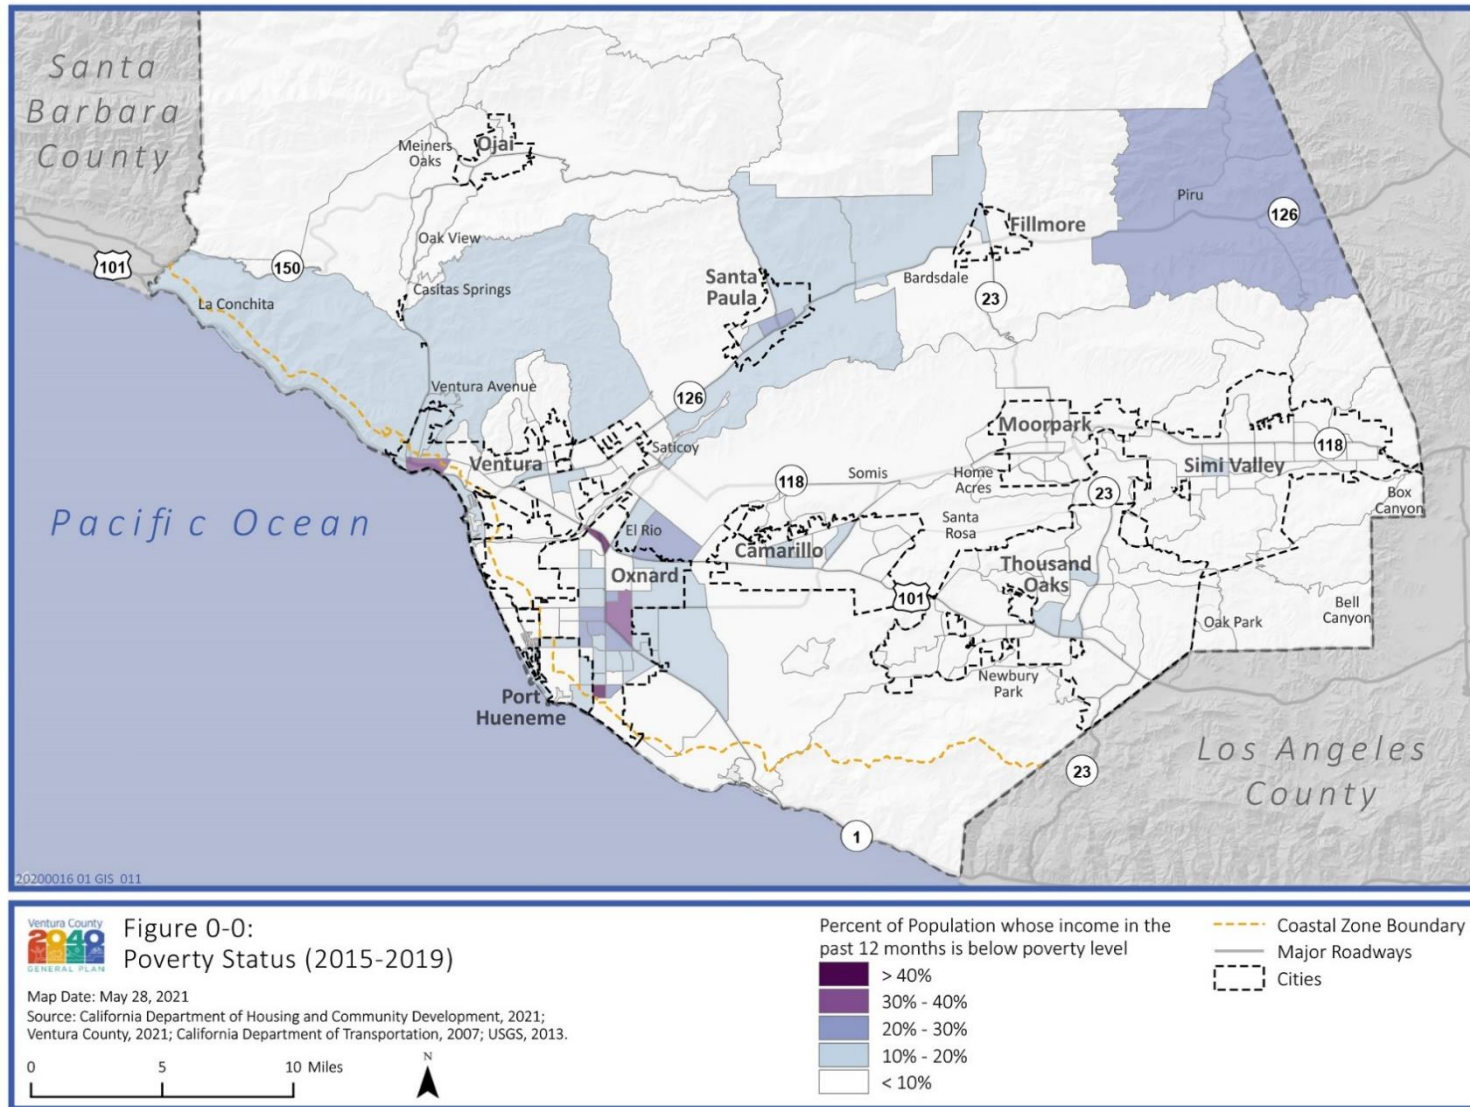 Santa
Barbara
County
Meiners
Oaks
Ojai
Piru
126
Fillmore
Oak View
101
150
Santa
Paula
Bardsdale
Casitas Springs
23
La Conchita
Ventura Avenue
126
Moorpark
118
Saticoy
Ventura
118
Somis
Home
Acres
Simi Valley
23
Box
Canyon
Pacific Ocean
El Rio
Santa
Rosa
Camarillo
Oxnard
Thousand
Oaks
101
Oak Park
Bell
Canyon
Newbury
Park
Port
Hueneme
Los Angeles
County
23
1
20200016 01 GIS 011
Ventura County
2040
GENERAL PLAN
Figure 0-0:
Poverty Status (2015-2019)
Map Date: May 28, 2021
Source: California Department of Housing and Community Development, 2021;
Ventura County, 2021; California Department of Transportation, 2007; USGS, 2013.
0 5 10 Miles
N
Percent of Population whose income in the
past 12 months is below poverty level
> 40%
30% - 40%
20% - 30%
10% - 20%
< 10%
Coastal Zone Boundary
Major Roadways
Cities